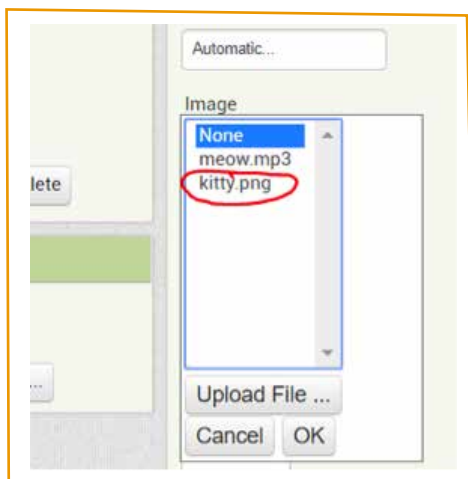 Automatic...
Image
None
meow.mp3
kitty.png
lete
...
Upload File ...
Cancel OK